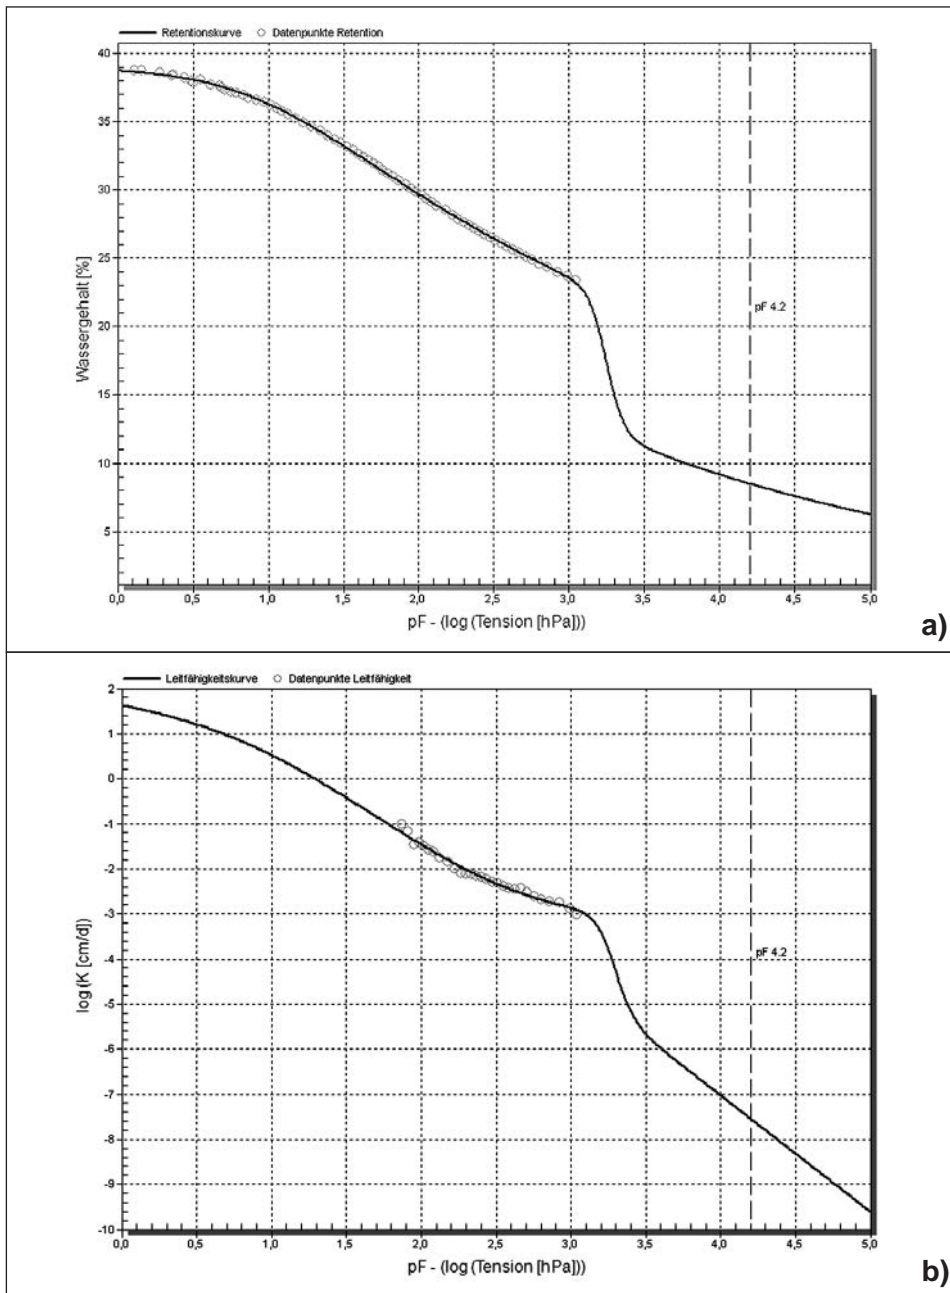 Retentionskurve Datenpunkte Retention
40
35
30
25
20
15
10
5
Wassergehalt [%]
pF 4.2
0,0 0,5 1,0 1,5 2,0 2,5 3,0 3,5 4,0 4,5 5,0
pF - (log (Tension [hPa]))
a)
Leitfähigkeitskurve Datenpunkte Leitfähigkeit
2
1
0
-1
-2
-3
-4
-5
-6
-7
-8
-9
-10
log (K [cm/d])
pF 4.2
0,0 0,5 1,0 1,5 2,0 2,5 3,0 3,5 4,0 4,5 5,0
pF - (log (Tension [hPa]))
b)